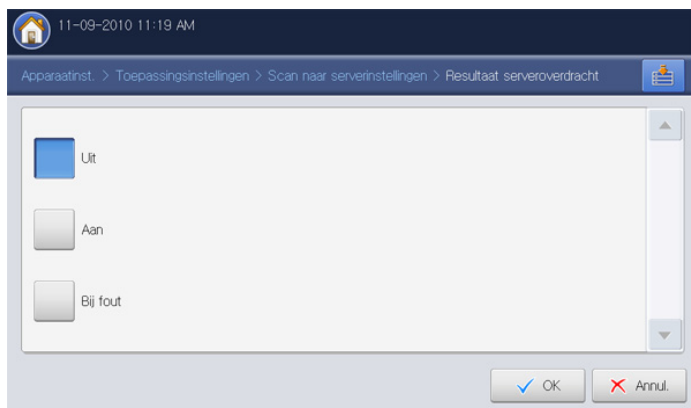 11-09-2010 11:19 AM
Apparaatinst. > Toepassingsinstellingen > Scan naar serverinstellingen > Resultaat serveroverdracht
Uit
Aan
Bij fout
OK
Annul.